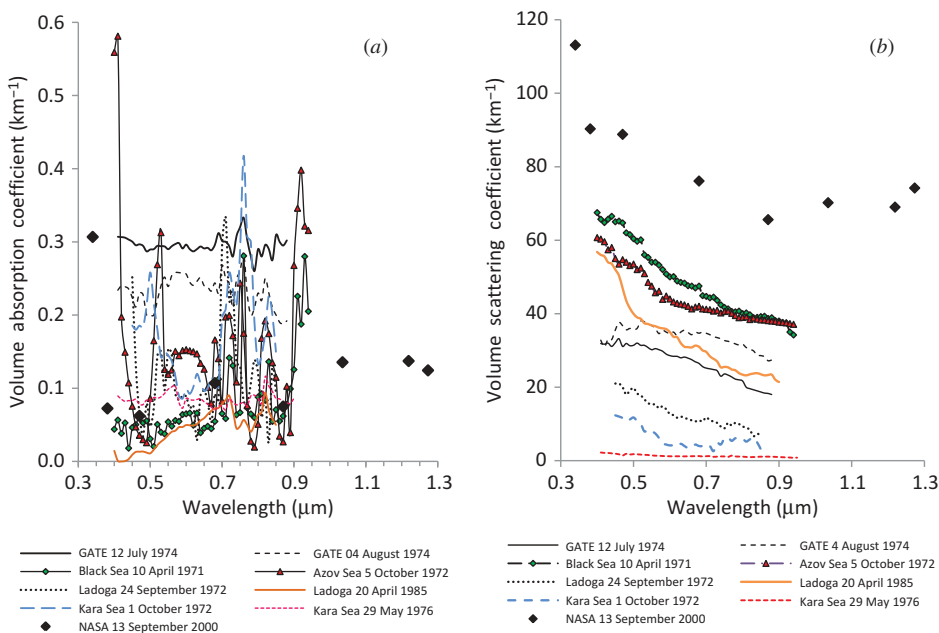 (a)
(b)
Volume absorption coefficient (km⁻¹)
0.6
0.5
0.4
0.3
0.2
0.1
0.0
0.3 0.5 0.7 0.9 1.1 1.3
Wavelength (μm)
Volume scattering coefficient (km⁻¹)
120
100
80
60
40
20
0
0.3 0.5 0.7 0.9 1.1 1.3
Wavelength (μm)
GATE 12 July 1974
GATE 04 August 1974
Black Sea 10 April 1971
Azov Sea 5 October 1972
Ladoga 24 September 1972
Ladoga 20 April 1985
Kara Sea 1 October 1972
Kara Sea 29 May 1976
NASA 13 September 2000
GATE 12 July 1974
GATE 4 August 1974
Black Sea 10 April 1971
Azov Sea 5 October 1972
Ladoga 24 September 1972
Ladoga 20 April 1985
Kara Sea 1 October 1972
Kara Sea 29 May 1976
NASA 13 September 2000